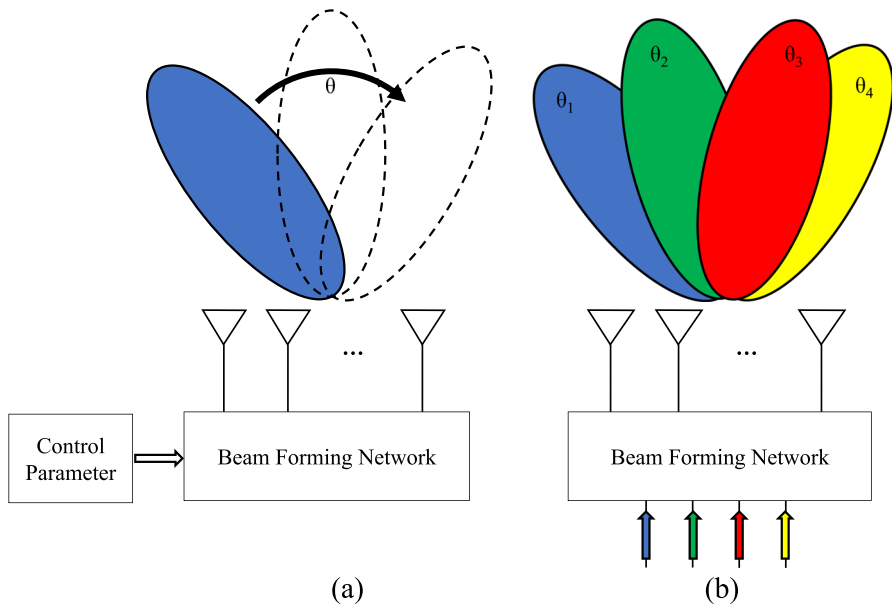 θ
θ1
θ2
θ3
θ4
...
...
Control
Parameter
Beam Forming Network
Beam Forming Network
(a)
(b)